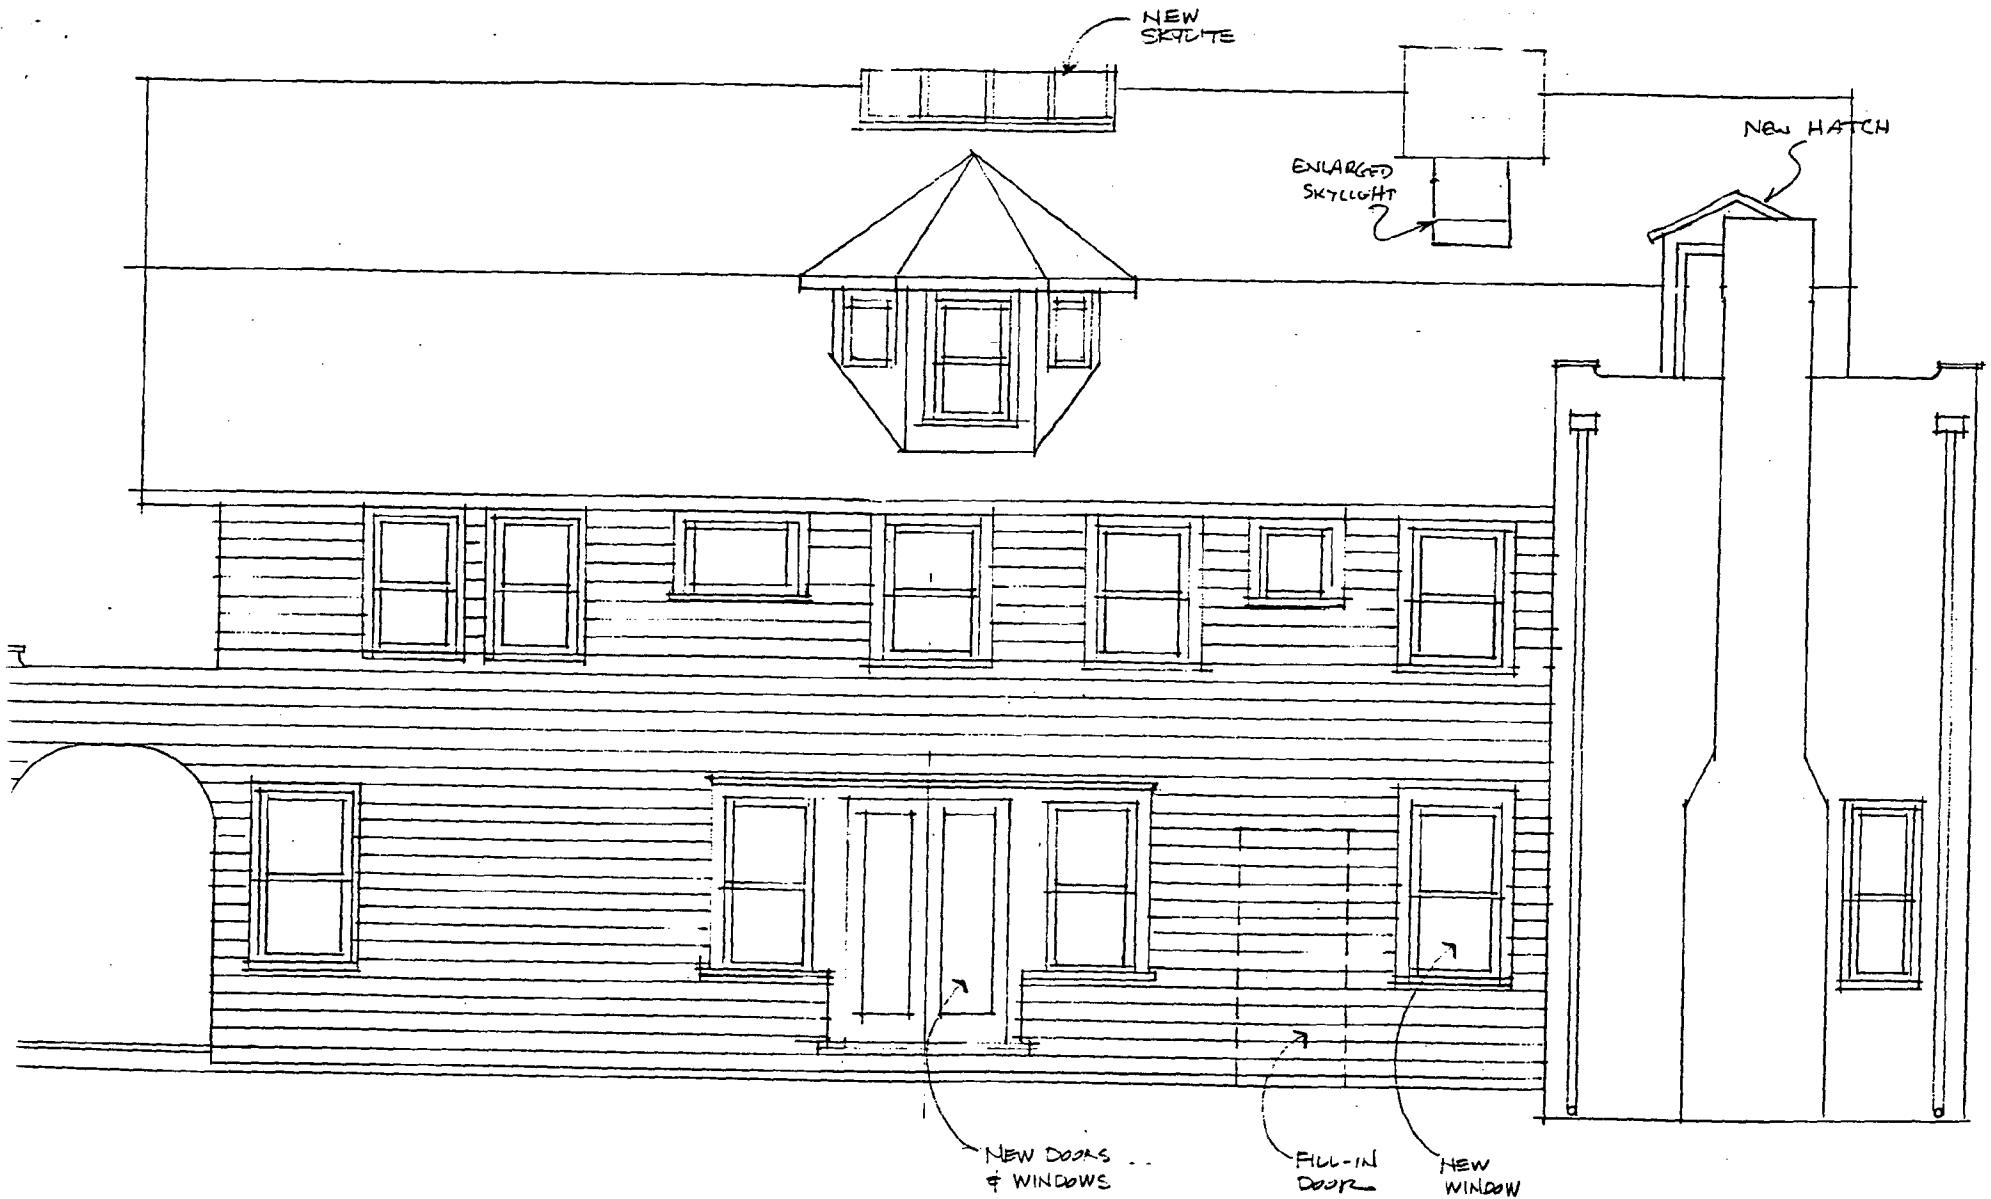 NEW
SKYLITE
NEW HATCH
ENLARGED
SKYLIGHT
NEW DOORS
& WINDOWS
FILL-IN
DOOR
NEW
WINDOW